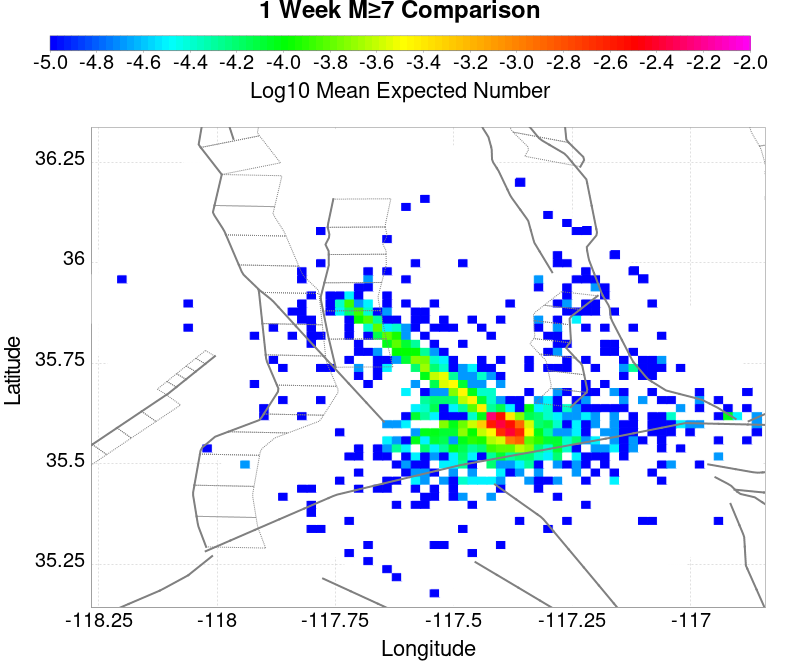 1 Week M≥7 Comparison
-5.0 -4.8 -4.6 -4.4 -4.2 -4.0 -3.8 -3.6 -3.4 -3.2 -3.0 -2.8 -2.6 -2.4 -2.2 -2.0
Log10 Mean Expected Number
36.25
36
35.75
35.5
35.25
Latitude
-118.25 -118 -117.75 -117.5 -117.25 -117
Longitude